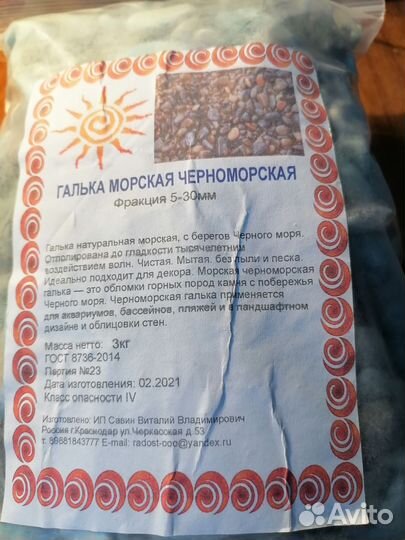 ГАЛЬКА МОРСКАЯ ЧЕРНОМОРСКАЯ
Фракция 5-30мм
Галька натуральная морская, с берегов Черного моря.
Отполирована до гладкости тысячелетним
воздействием волн. Чистая. Мытая. без пыли и песка.
Идеально подходит для декора. Морская черноморская
галька — это обломки горных пород камня с побережья
Черного моря. Черноморская галька применяется
для аквариумов, бассейнов, пляжей и в ландшафтном
дизайне и облицовки стен.
Масса нетто: 3кг
ГОСТ 8736-2014
Партия №23
Дата изготовления: 02.2021
Класс опасности IV
Изготовлено: ИП Савин Виталий Владимирович
Россия г.Краснодар ул.Черкасская д.53
т. 89881843777 E-mail: radost-ooo@yandex.ru
Avito